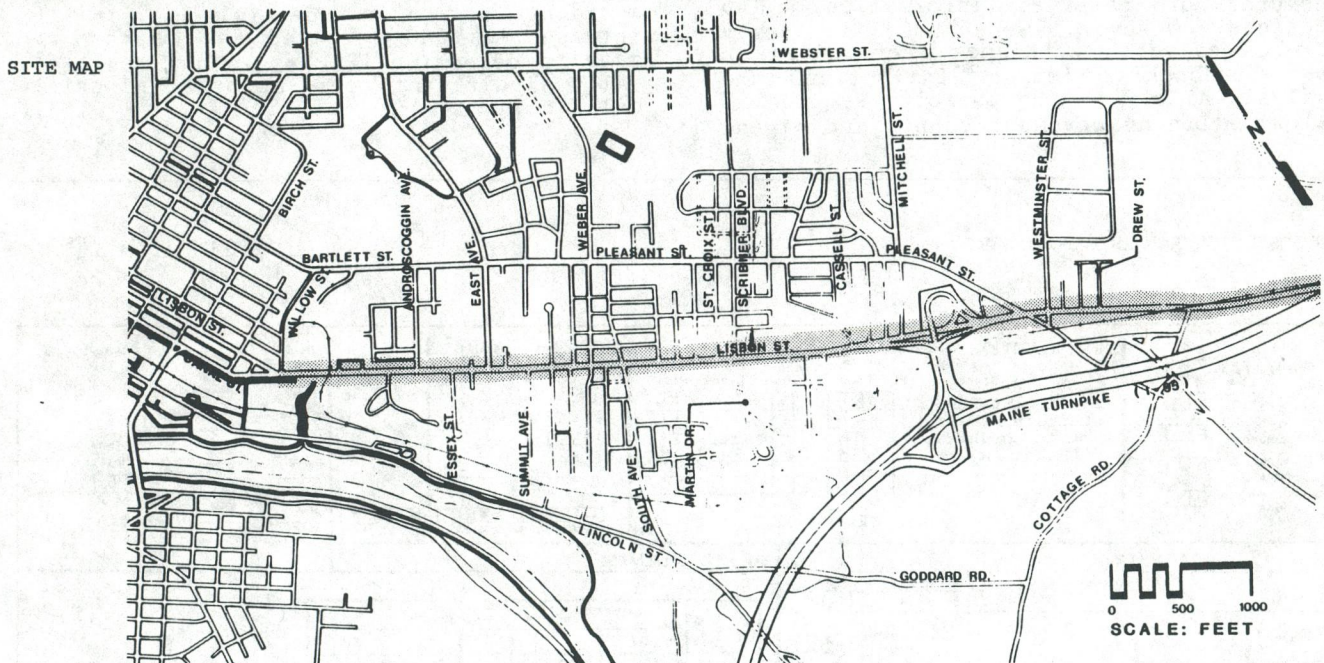 SITE MAP
WEBSTER ST.
N
BIRCH ST.
ANDROSCOGGIN AVE.
EAST AVE.
WEBER AVE.
MITCHELL ST.
WESTMINSTER ST.
DREW ST.
BARTLETT ST.
PLEASANT ST.
ST. CROIX ST.
SCRIBNER BLVD.
CASSELL ST.
PLEASANT ST.
WILLOW ST.
LISBON ST.
CANAL ST.
LISBON ST.
ESSEX ST.
SUMMIT AVE.
SOUTH AVE.
MARTIN DR.
MAINE TURNPIKE
COTTAGE RD.
LINCOLN ST
GODDARD RD.
0 500 1000
SCALE: FEET